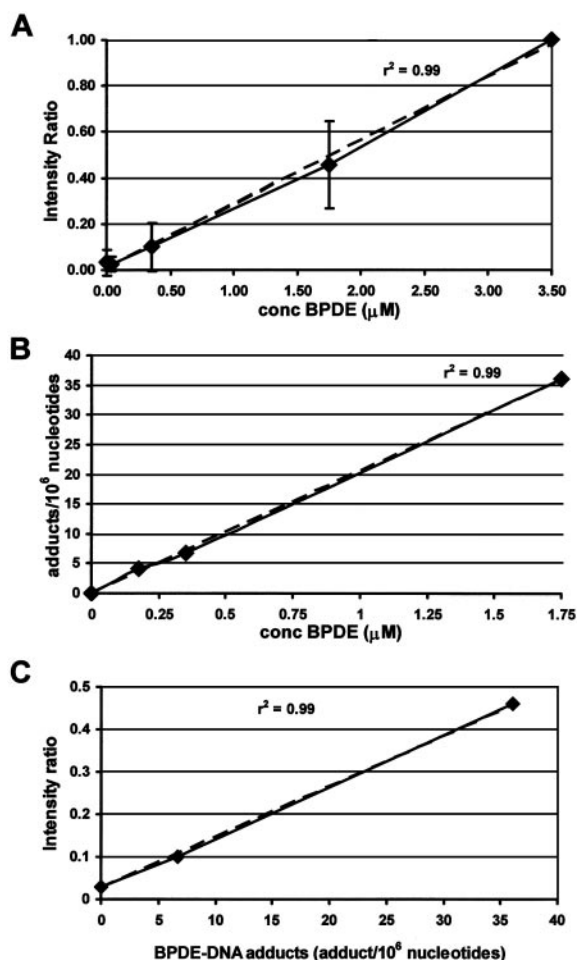 A
1.00
0.80
0.60
0.40
0.20
0.00
Intensity Ratio
r² = 0.99
0.00 0.50 1.00 1.50 2.00 2.50 3.00 3.50
conc BPDE (μM)
B
40
35
30
25
20
15
10
5
0
adducts/10⁶ nucleotides
r² = 0.99
0 0.25 0.5 0.75 1 1.25 1.5 1.75
conc BPDE (μM)
C
0.5
0.4
0.3
0.2
0.1
0
Intensity ratio
r² = 0.99
0 5 10 15 20 25 30 35 40
BPDE-DNA adducts (adduct/10⁶ nucleotides)